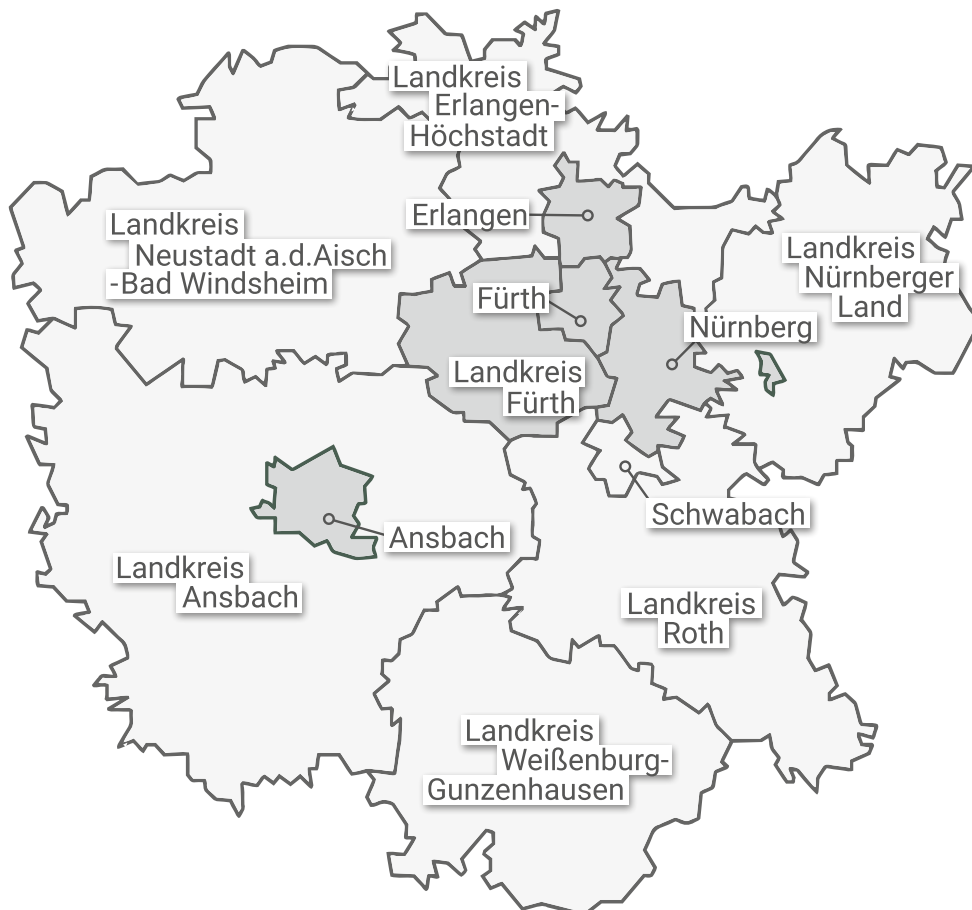 Landkreis
Erlangen-
Höchstadt
Erlangen
Landkreis
Neustadt a.d.Aisch
-Bad Windsheim
Landkreis
Nürnberger
Land
Fürth
Nürnberg
Landkreis
Fürth
Schwabach
Ansbach
Landkreis
Ansbach
Landkreis
Roth
Landkreis
Weißenburg-
Gunzenhausen